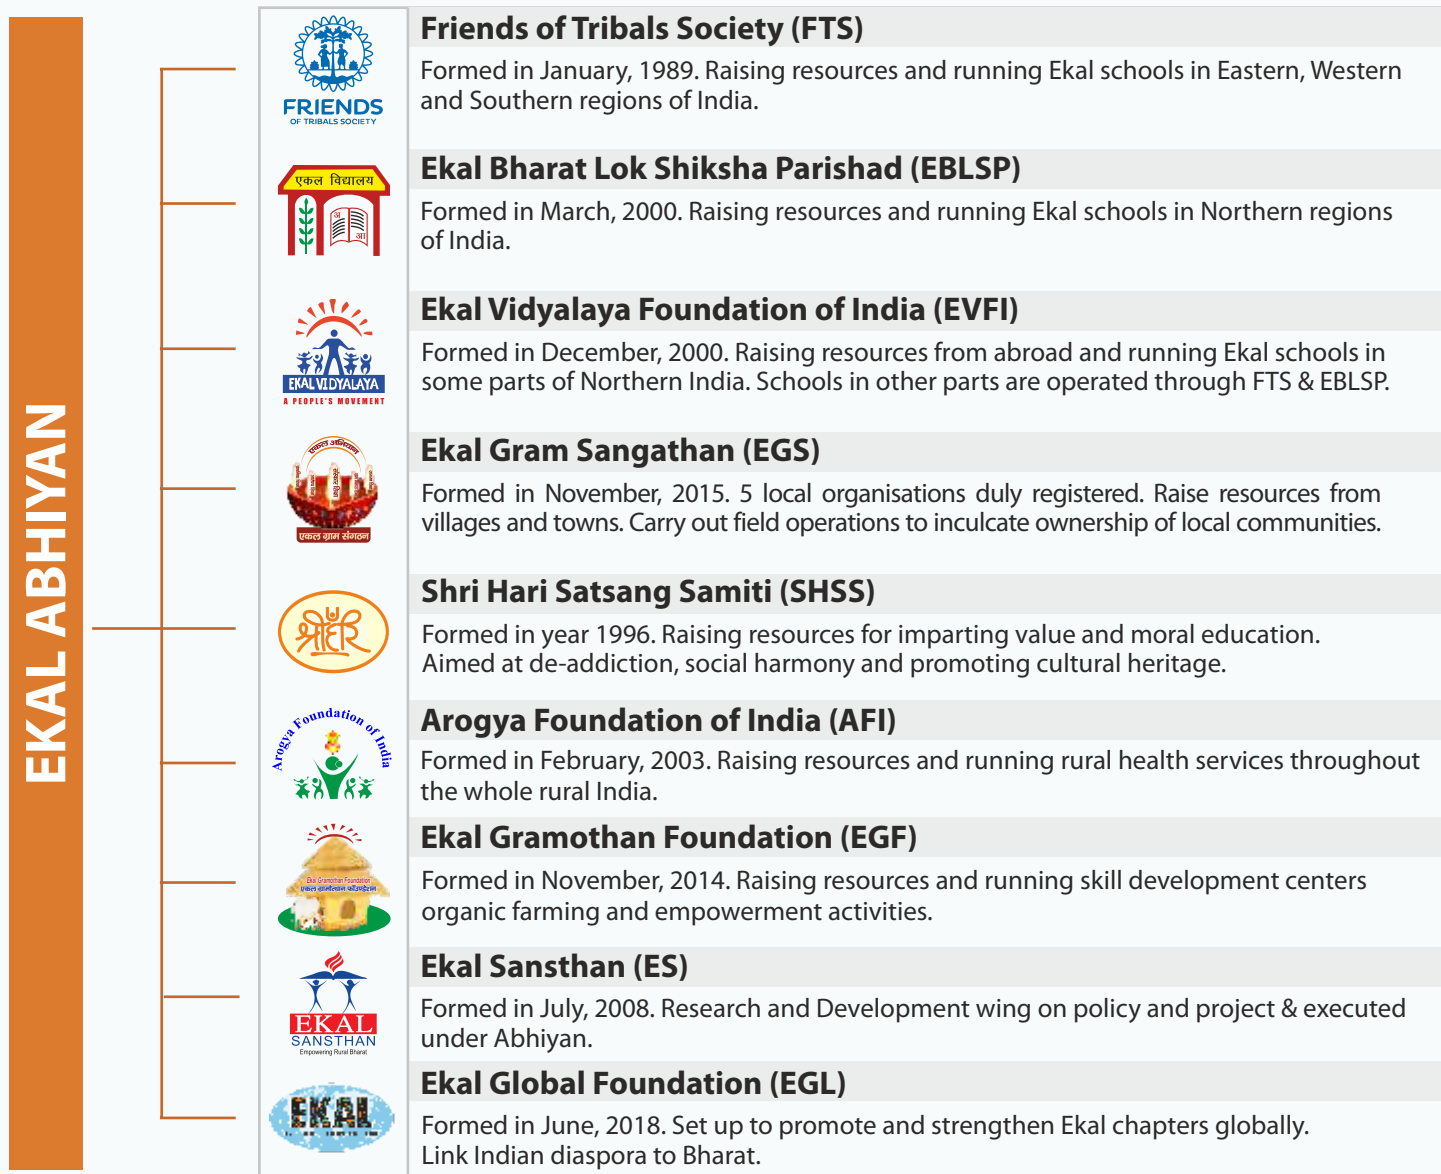 EKAL ABHIYAN
FRIENDS
OF TRIBALS SOCIETY
Friends of Tribals Society (FTS)
Formed in January, 1989. Raising resources and running Ekal schools in Eastern, Western
and Southern regions of India.
एकल विद्यालय
अ
आ
Ekal Bharat Lok Shiksha Parishad (EBLSP)
Formed in March, 2000. Raising resources and running Ekal schools in Northern regions
of India.
EKAL VIDYALAYA
A PEOPLE'S MOVEMENT
Ekal Vidyalaya Foundation of India (EVFI)
Formed in December, 2000. Raising resources from abroad and running Ekal schools in
some parts of Northern India. Schools in other parts are operated through FTS & EBLSP.
एकल अभियान
एकल ग्राम संगठन
Ekal Gram Sangathan (EGS)
Formed in November, 2015. 5 local organisations duly registered. Raise resources from
villages and towns. Carry out field operations to inculcate ownership of local communities.
श्रीहरि
Shri Hari Satsang Samiti (SHSS)
Formed in year 1996. Raising resources for imparting value and moral education.
Aimed at de-addiction, social harmony and promoting cultural heritage.
Arogya Foundation of India
Arogya Foundation of India (AFI)
Formed in February, 2003. Raising resources and running rural health services throughout
the whole rural India.
Ekal Gramothan Foundation
एकल ग्रामोत्थान फाँउण्डेशन
Ekal Gramothan Foundation (EGF)
Formed in November, 2014. Raising resources and running skill development centers
organic farming and empowerment activities.
EKAL
SANSTHAN
Empowering Rural Bharat
Ekal Sansthan (ES)
Formed in July, 2008. Research and Development wing on policy and project & executed
under Abhiyan.
EKAL
Ekal Global Foundation (EGL)
Formed in June, 2018. Set up to promote and strengthen Ekal chapters globally.
Link Indian diaspora to Bharat.